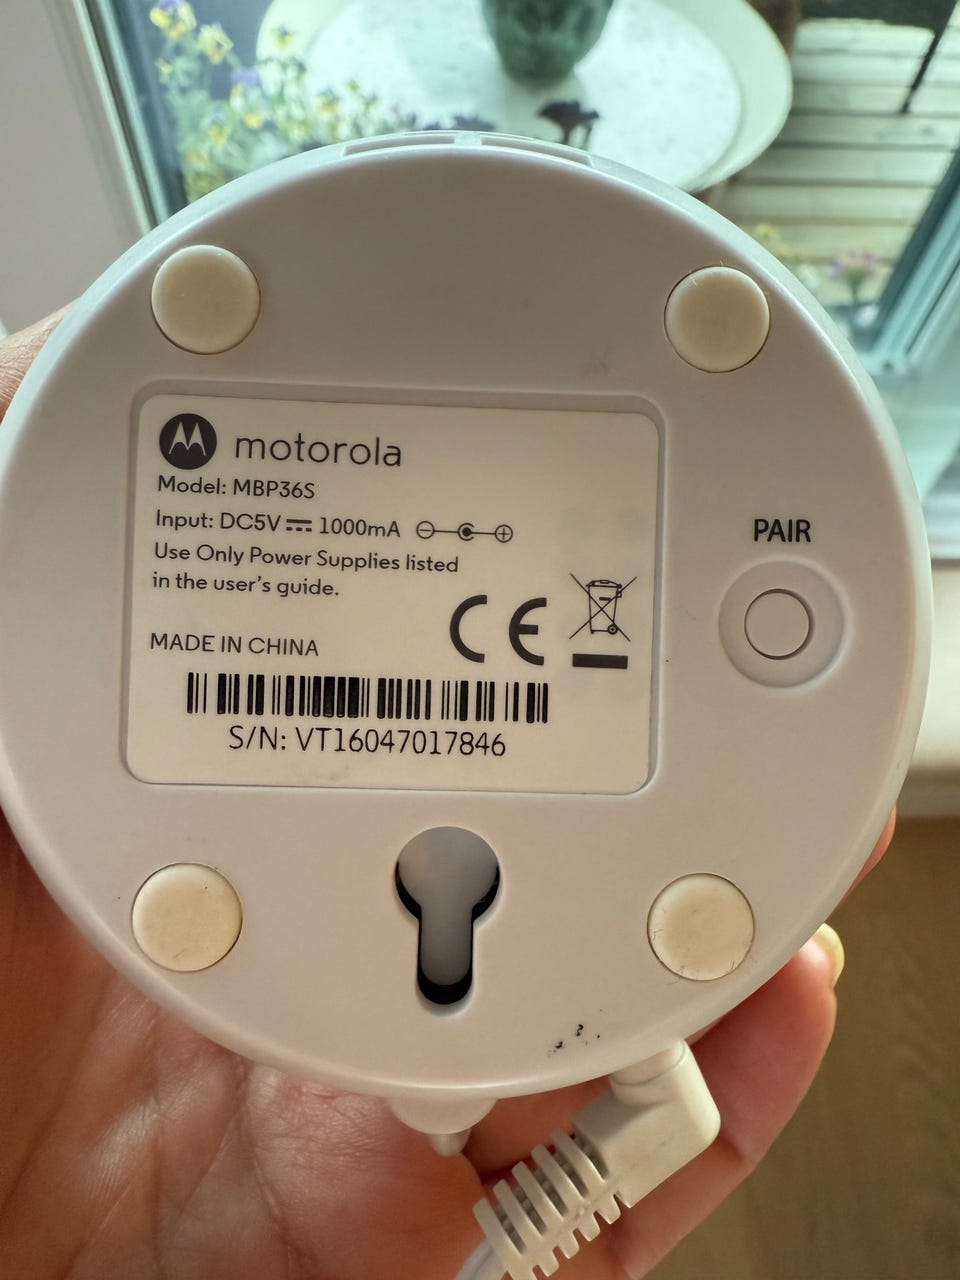 motorola
Model: MBP36S
Input: DC5V ⎓ 1000mA
Use Only Power Supplies listed
in the user's guide.
CE
MADE IN CHINA
S/N: VT16047017846
PAIR